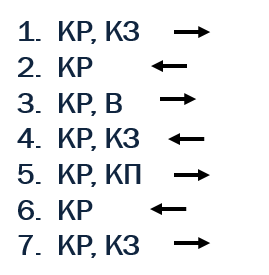 1. КР, КЗ →
2. КР ←
3. КР, В →
4. КР, КЗ ←
5. КР, КП →
6. КР ←
7. КР, КЗ →